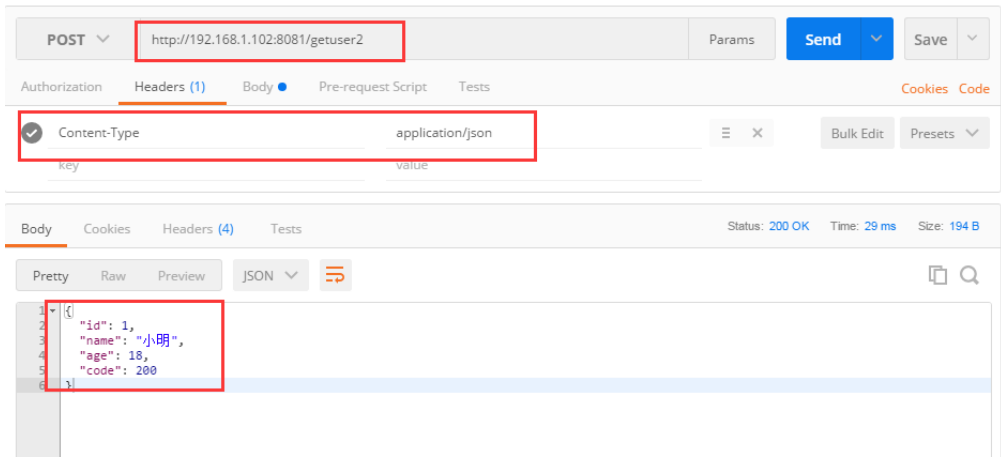 POST http://192.168.1.102:8081/getuser2 Params Send Save
Authorization Headers (1) Body Pre-request Script Tests Cookies Code
Content-Type application/json Bulk Edit Presets
key value
Body Cookies Headers (4) Tests Status: 200 OK Time: 29 ms Size: 194 B
Pretty Raw Preview JSON
1 {
2 "id": 1,
3 "name": "小明",
4 "age": 18,
5 "code": 200
6 }